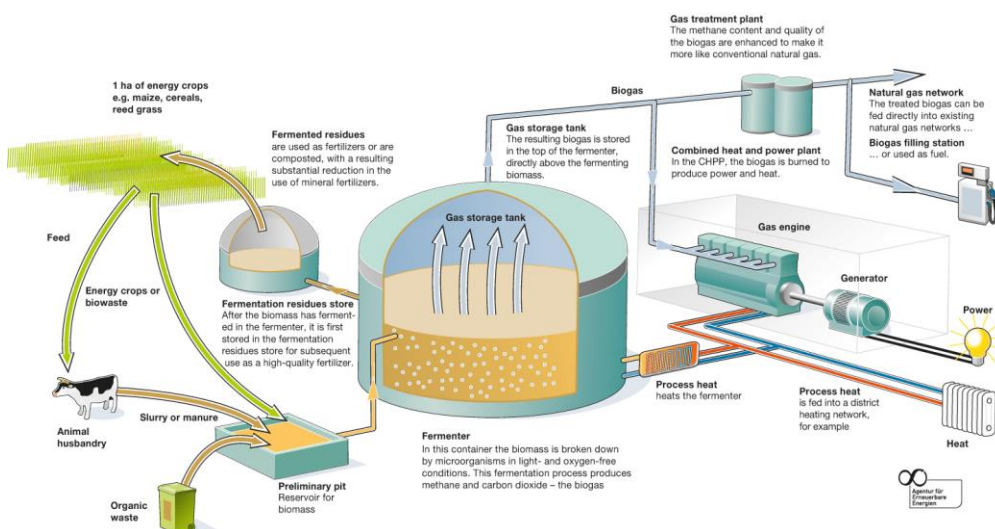 Gas treatment plant
The methane content and quality of
the biogas are enhanced to make it
more like conventional natural gas.
1 ha of energy crops
e.g, maize, cereals,
reed grass
Biogas
Natural gas network
The treated biogas can be
fed directly into existing
natural gas networks ...
Biogas filling station
... or used as fuel.
Fermented residues
are used as fertilizers or are
composted, with a resulting
substantial reduction in the
use of mineral fertilizers.
Gas storage tank
The resulting biogas is stored
in the top of the fermenter,
directly above the fermenting
biomass.
Combined heat and power plant
In the CHPP, the biogas is burned to
produce power and heat.
Gas storage tank
Gas engine
Feed
Generator
Energy crops or
biowaste
Fermentation residues store
After the biomass has ferment-
ed in the fermenter, it is first
stored in the fermentation
residues store for subsequent
use as a high-quality fertilizer.
Power
Process heat
heats the fermenter
Process heat
is fed into a district
heating network,
for example
Slurry or manure
Animal
husbandry
Heat
Fermenter
In this container the biomass is broken down
by microorganisms in light- and oxygen-free
conditions. This fermentation process produces
methane and carbon dioxide – the biogas
Preliminary pit
Reservoir for
biomass
Organic
waste
Agentur für
Erneuerbare
Energien